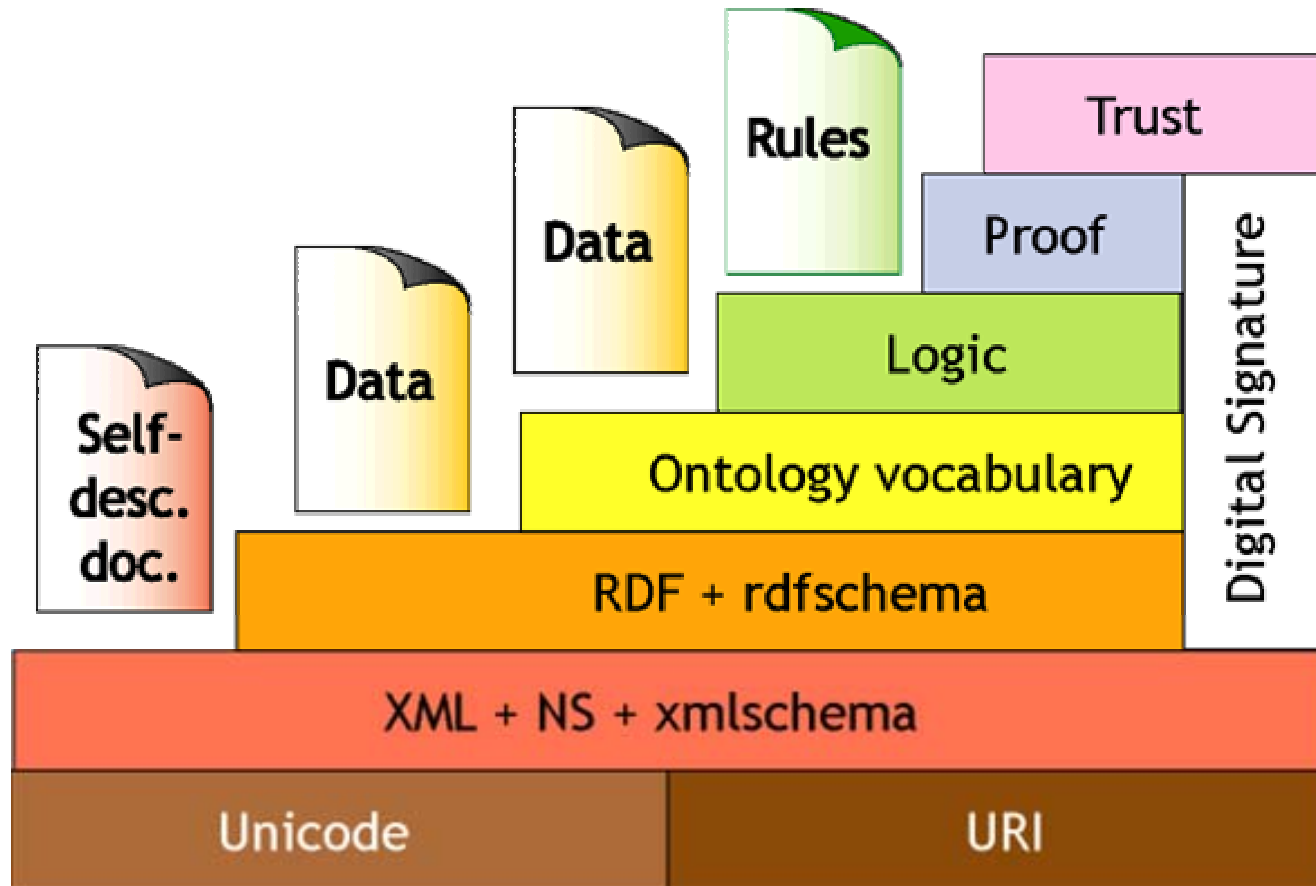 Rules
Trust
Data
Proof
Data
Logic
Digital Signature
Self-
desc.
doc.
Ontology vocabulary
RDF + rdfschema
XML + NS + xmlschema
Unicode
URI